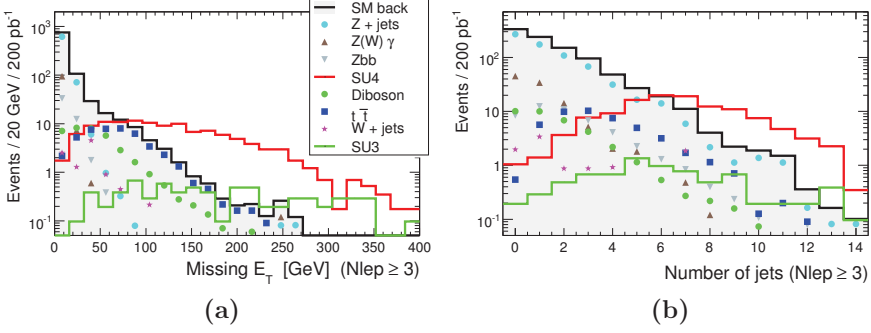 Events / 20 GeV / 200 pb⁻¹
10³
10²
10
1
10⁻¹
0 50 100 150 200 250 300 350 400
Missing E_T [GeV] (Nlep ≥ 3)
SM back
Z + jets
Z(W) γ
Zbb
SU4
Diboson
t t̅
W + jets
SU3
(a)
Events / 200 pb⁻¹
10³
10²
10
1
10⁻¹
0 2 4 6 8 10 12 14
Number of jets (Nlep ≥ 3)
(b)